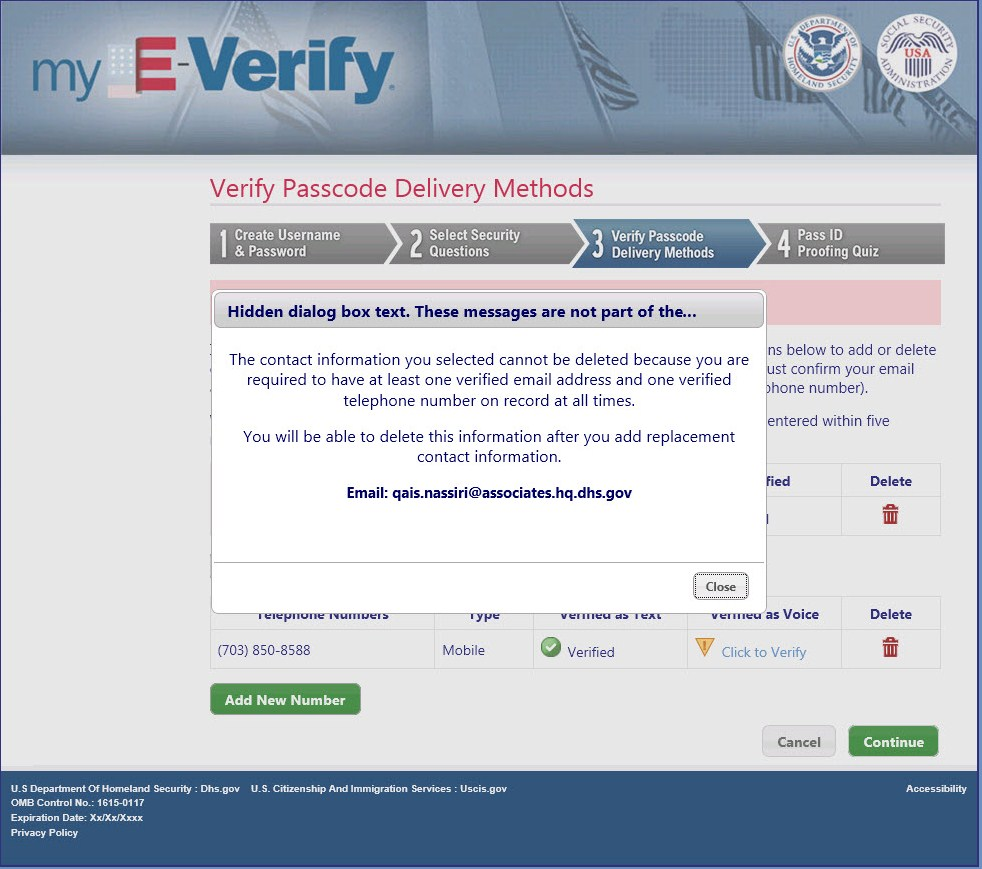 my E-Verify
U.S. DEPARTMENT OF HOMELAND SECURITY
SOCIAL SECURITY ADMINISTRATION
USA
Verify Passcode Delivery Methods
1 Create Username & Password
2 Select Security Questions
3 Verify Passcode Delivery Methods
4 Pass ID Proofing Quiz
Hidden dialog box text. These messages are not part of the...
The contact information you selected cannot be deleted because you are
required to have at least one verified email address and one verified
telephone number on record at all times.
You will be able to delete this information after you add replacement
contact information.
Email: qais.nassiri@associates.hq.dhs.gov
Close
below to add or delete
confirm your email
number).
entered within five
Delete
Telephone Numbers Type Verified as Text Verified as Voice Delete
(703) 850-8588 Mobile Verified Click to Verify
Add New Number
Cancel Continue
U.S Department Of Homeland Security : Dhs.gov U.S. Citizenship And Immigration Services : Uscis.gov Accessibility
OMB Control No.: 1615-0117
Expiration Date: Xx/Xx/Xxxx
Privacy Policy